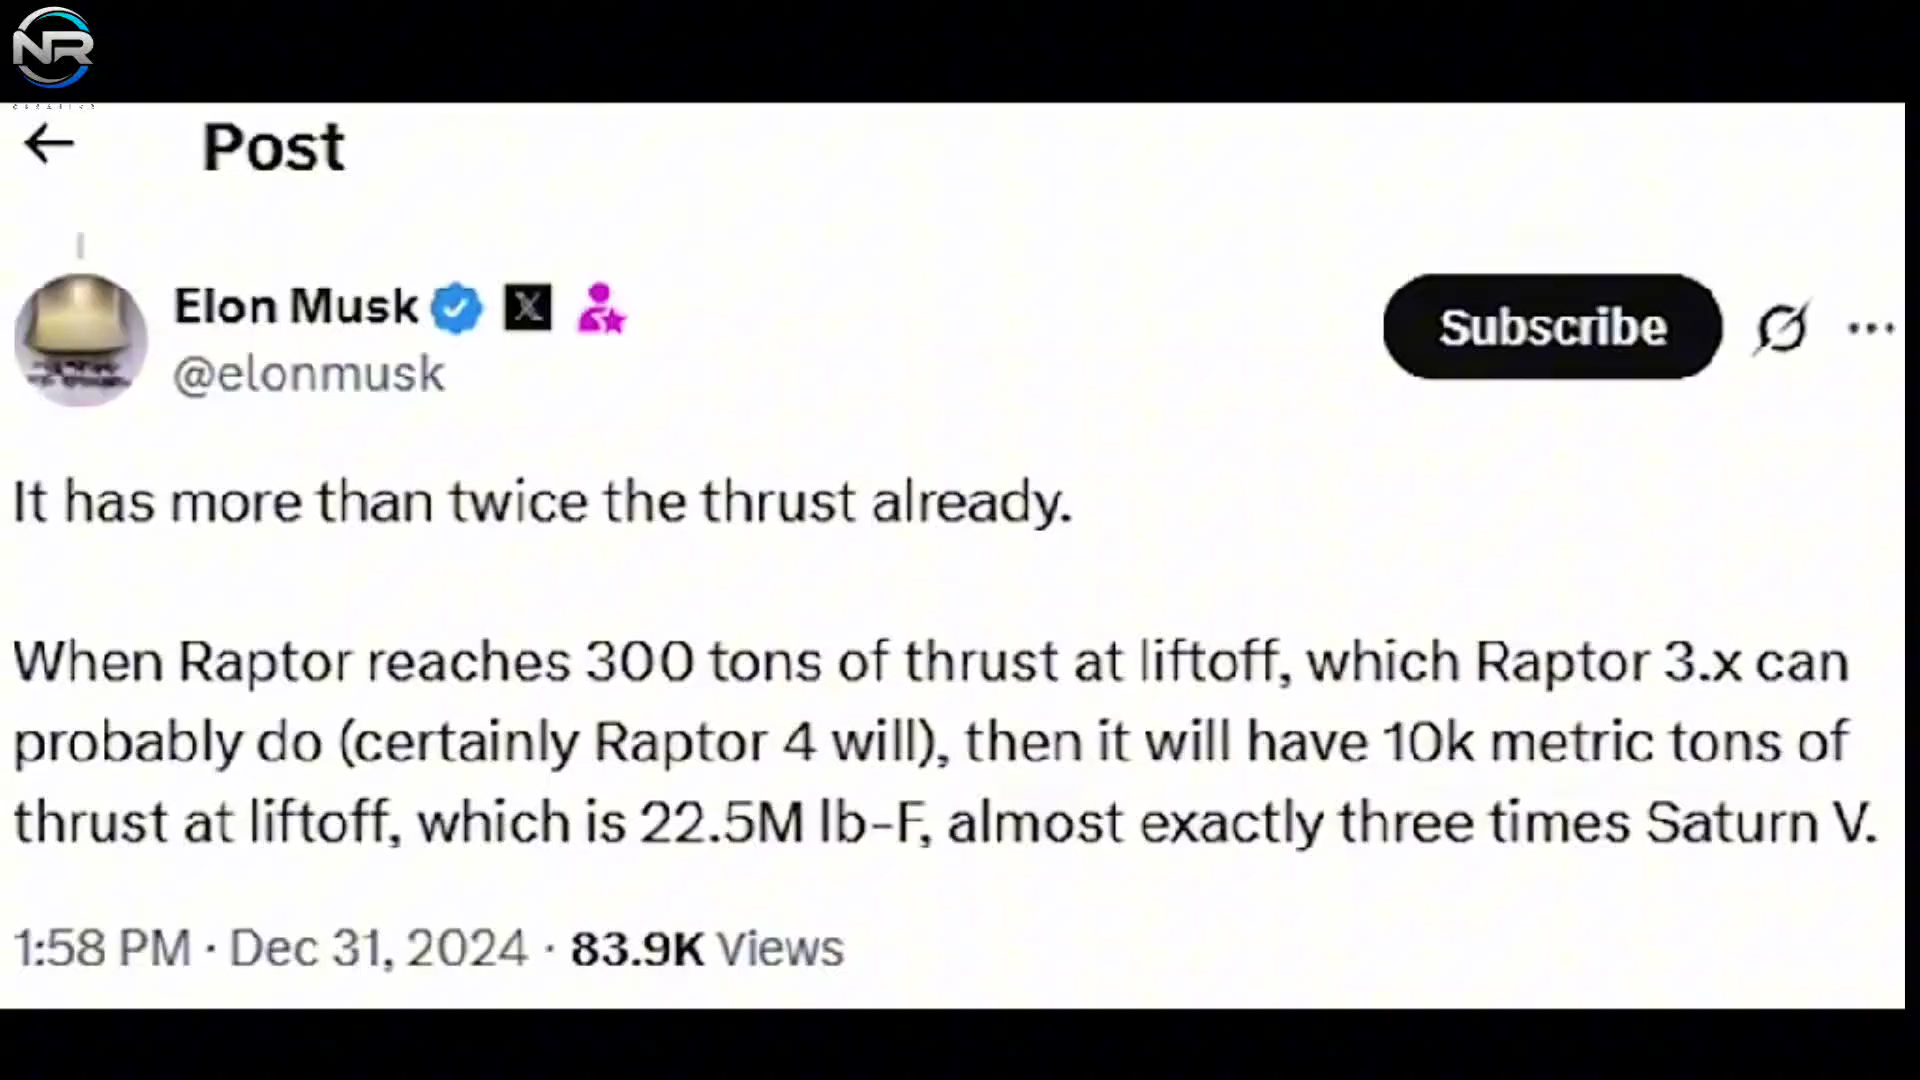 NR
Post
Elon Musk
@elonmusk
Subscribe
It has more than twice the thrust already.
When Raptor reaches 300 tons of thrust at liftoff, which Raptor 3.x can
probably do (certainly Raptor 4 will), then it will have 10k metric tons of
thrust at liftoff, which is 22.5M lb-F, almost exactly three times Saturn V.
1:58 PM · Dec 31, 2024 · 83.9K Views